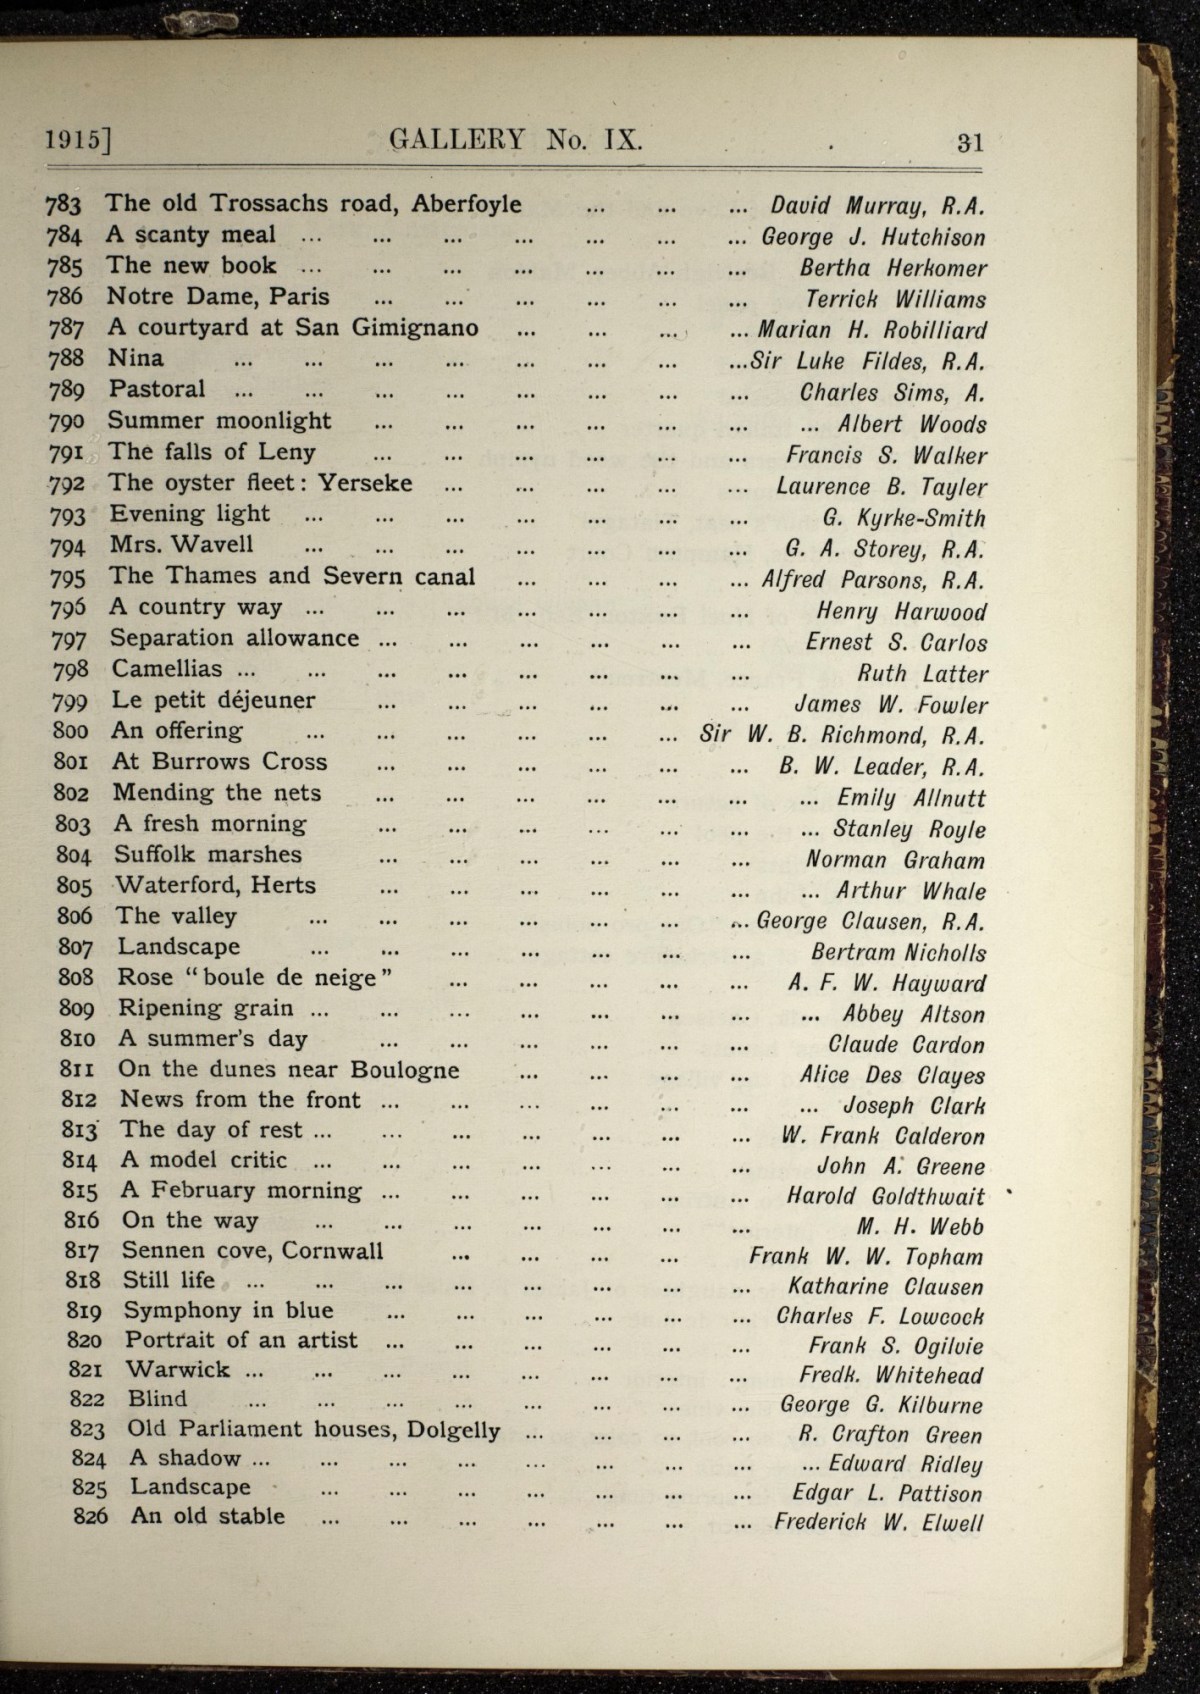 1915] GALLERY No. IX. 31
783 The old Trossachs road, Aberfoyle ... ... ... David Murray, R.A.
784 A scanty meal ... ... ... ... ... ... ... George J. Hutchison
785 The new book ... ... ... ... ... ... ... Bertha Herkomer
786 Notre Dame, Paris ... ... ... ... ... ... Terrick Williams
787 A courtyard at San Gimignano ... ... ... ... Marian H. Robilliard
788 Nina ... ... ... ... ... ... ... ... Sir Luke Fildes, R.A.
789 Pastoral ... ... ... ... ... ... ... ... Charles Sims, A.
790 Summer moonlight ... ... ... ... ... ... ... Albert Woods
791 The falls of Leny ... ... ... ... ... ... Francis S. Walker
792 The oyster fleet: Yerseke ... ... ... ... ... Laurence B. Tayler
793 Evening light ... ... ... ... ... ... ... G. Kyrke-Smith
794 Mrs. Wavell ... ... ... ... ... ... ... G. A. Storey, R.A.
795 The Thames and Severn canal ... ... ... ... Alfred Parsons, R.A.
796 A country way ... ... ... ... ... ... ... Henry Harwood
797 Separation allowance ... ... ... ... ... ... Ernest S. Carlos
798 Camellias ... ... ... ... ... ... ... ... Ruth Latter
799 Le petit déjeuner ... ... ... ... ... ... James W. Fowler
800 An offering ... ... ... ... ... ... Sir W. B. Richmond, R.A.
801 At Burrows Cross ... ... ... ... ... ... B. W. Leader, R.A.
802 Mending the nets ... ... ... ... ... ... ... Emily Allnutt
803 A fresh morning ... ... ... ... ... ... ... Stanley Royle
804 Suffolk marshes ... ... ... ... ... ... Norman Graham
805 Waterford, Herts ... ... ... ... ... ... ... Arthur Whale
806 The valley ... ... ... ... ... ... ... George Clausen, R.A.
807 Landscape ... ... ... ... ... ... ... Bertram Nicholls
808 Rose "boule de neige" ... ... ... ... ... A. F. W. Hayward
809 Ripening grain ... ... ... ... ... ... ... ... Abbey Altson
810 A summer's day ... ... ... ... ... ... Claude Cardon
811 On the dunes near Boulogne ... ... ... ... Alice Des Clayes
812 News from the front ... ... ... ... ... ... ... Joseph Clark
813 The day of rest ... ... ... ... ... ... ... W. Frank Calderon
814 A model critic ... ... ... ... ... ... ... John A. Greene
815 A February morning ... ... ... ... ... ... Harold Goldthwait
816 On the way ... ... ... ... ... ... ... M. H. Webb
817 Sennen cove, Cornwall ... ... ... ... Frank W. W. Topham
818 Still life ... ... ... ... ... ... ... ... Katharine Clausen
819 Symphony in blue ... ... ... ... ... ... Charles F. Lowcock
820 Portrait of an artist ... ... ... ... ... ... Frank S. Ogilvie
821 Warwick ... ... ... ... ... ... ... ... Fredk. Whitehead
822 Blind ... ... ... ... ... ... ... ... George G. Kilburne
823 Old Parliament houses, Dolgelly ... ... ... ... R. Crafton Green
824 A shadow ... ... ... ... ... ... ... ... ... Edward Ridley
825 Landscape ... ... ... ... ... ... ... Edgar L. Pattison
826 An old stable ... ... ... ... ... ... ... Frederick W. Elwell